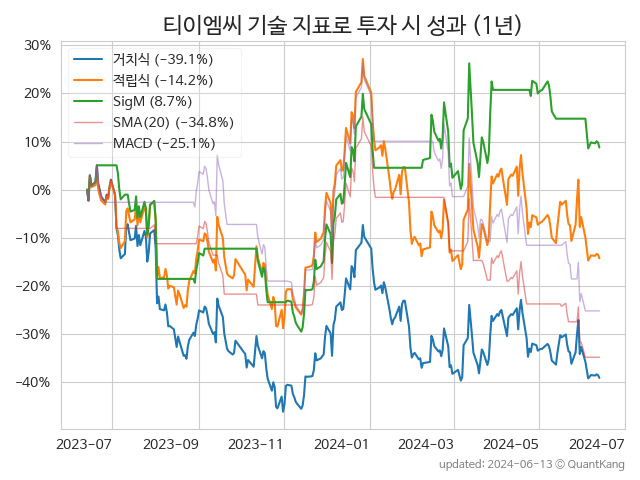 티이엠씨 기술 지표로 투자 시 성과 (1년)
30%
20%
10%
0%
−10%
−20%
−30%
−40%
거치식 (−39.1%)
적립식 (−14.2%)
SigM (8.7%)
SMA(20) (−34.8%)
MACD (−25.1%)
2023-07
2023-09
2023-11
2024-01
2024-03
2024-05
2024-07
updated: 2024-06-13 ⓒ QuantKang